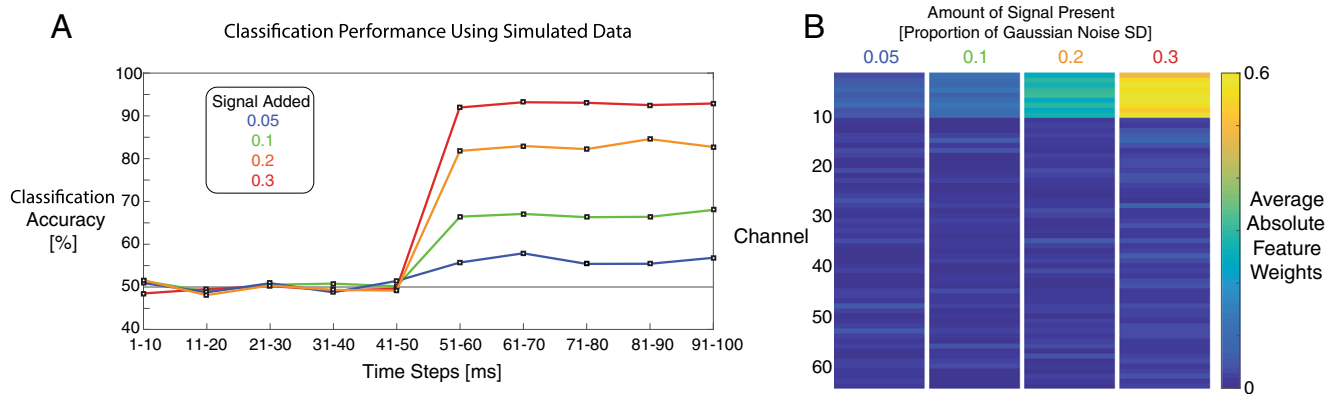 A
Classification Performance Using Simulated Data
100
90
80
70
60
50
40
Classification
Accuracy
[%]
Signal Added
0.05
0.1
0.2
0.3
1-10 11-20 21-30 31-40 41-50 51-60 61-70 71-80 81-90 91-100
Time Steps [ms]
B
Amount of Signal Present
[Proportion of Gaussian Noise SD]
0.05 0.1 0.2 0.3
10
20
30
40
50
60
Channel
0.6
0
Average
Absolute
Feature
Weights